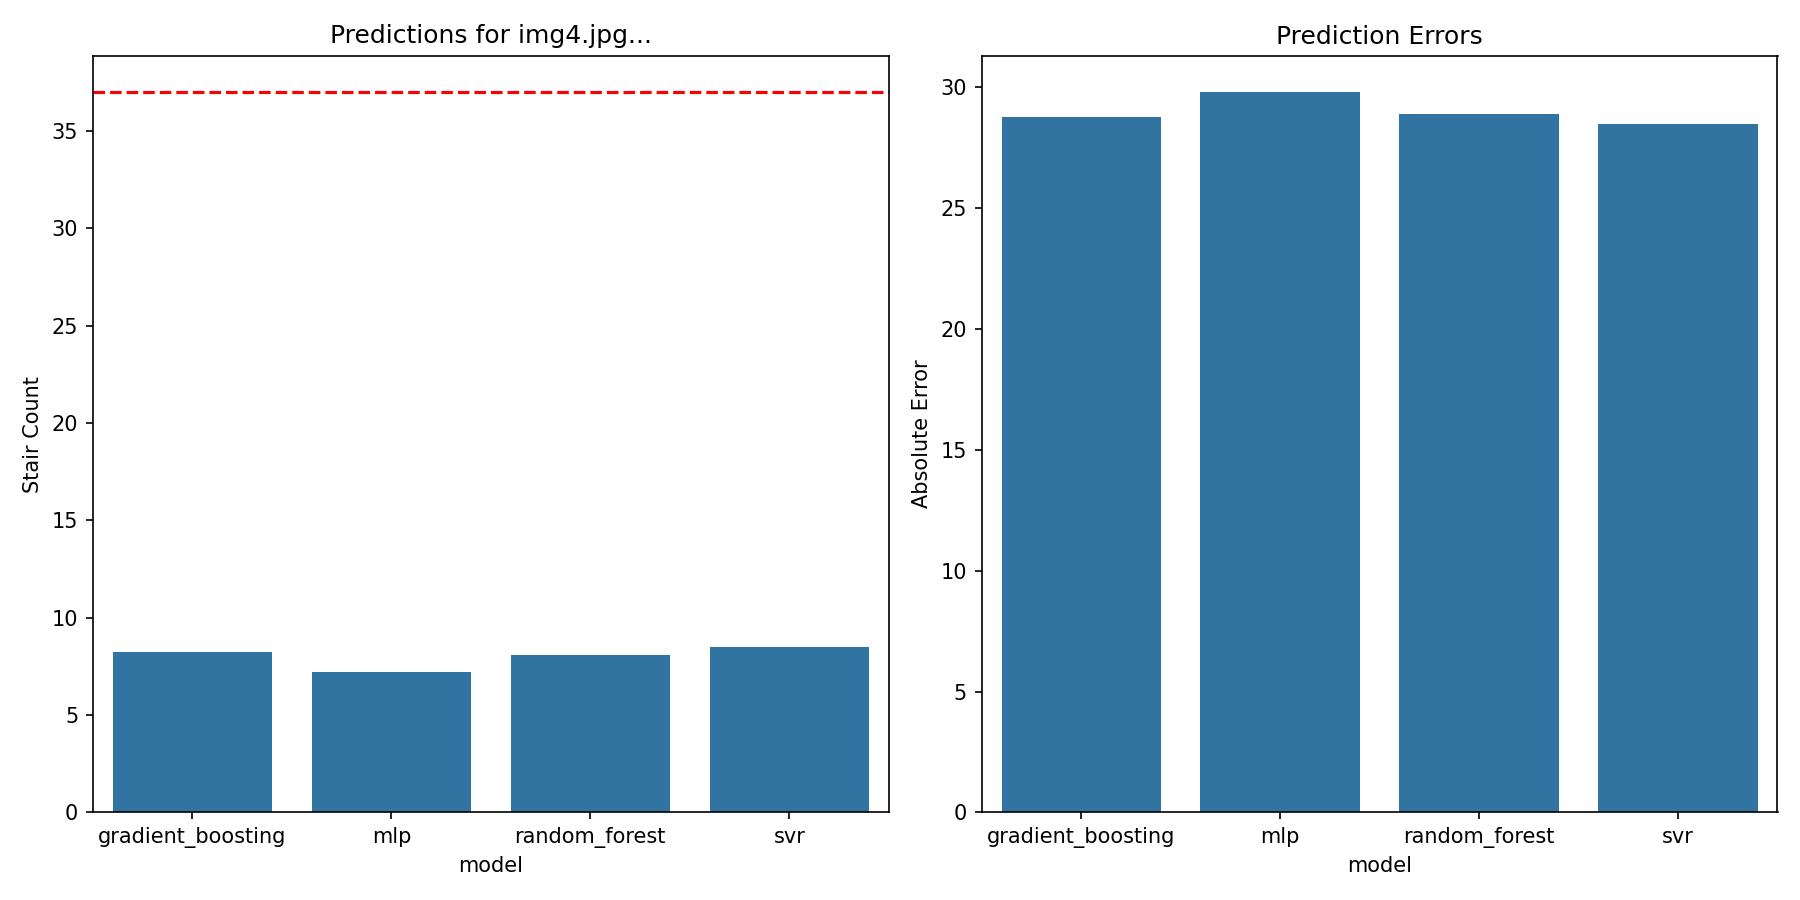 Predictions for img4.jpg...
Stair Count
35
30
25
20
15
10
5
0
gradient_boosting mlp random_forest svr
model
Prediction Errors
Absolute Error
30
25
20
15
10
5
0
gradient_boosting mlp random_forest svr
model